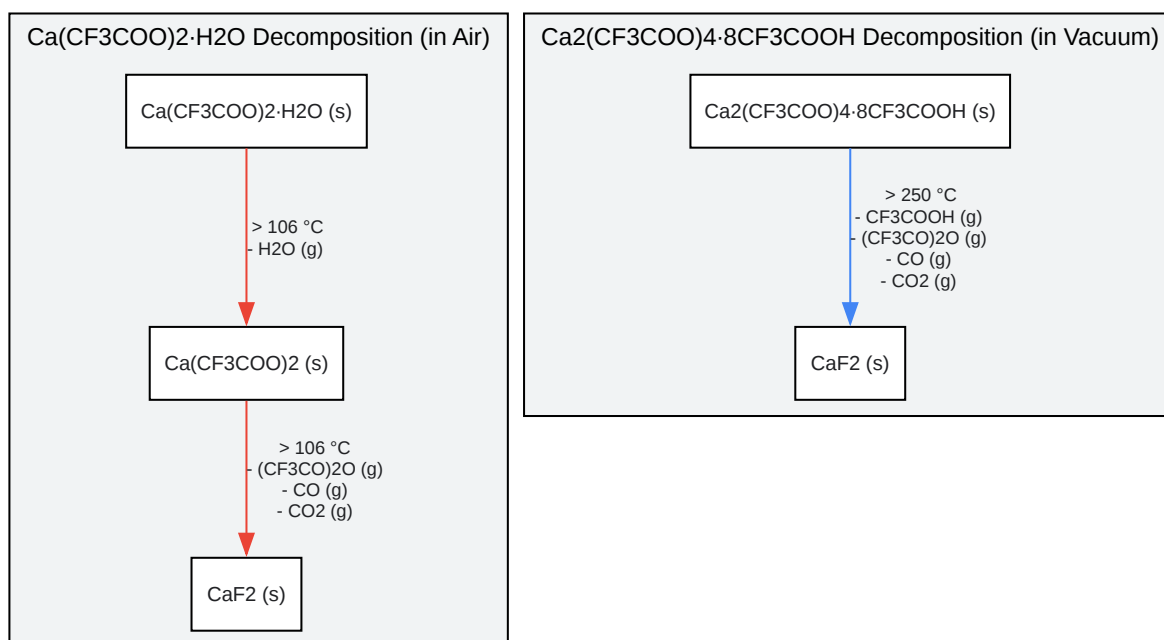 Ca(CF3COO)2·H2O Decomposition (in Air)
Ca(CF3COO)2·H2O (s)
> 106 °C
- H2O (g)
Ca(CF3COO)2 (s)
> 106 °C
- (CF3CO)2O (g)
- CO (g)
- CO2 (g)
CaF2 (s)
Ca2(CF3COO)4·8CF3COOH Decomposition (in Vacuum)
Ca2(CF3COO)4·8CF3COOH (s)
> 250 °C
- CF3COOH (g)
- (CF3CO)2O (g)
- CO (g)
- CO2 (g)
CaF2 (s)